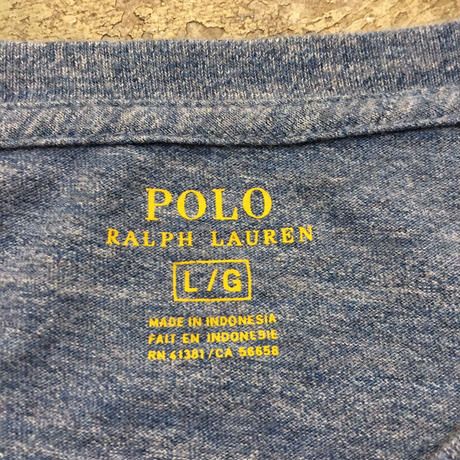 POLO
RALPH LAUREN
L/G
MADE IN INDONESIA
FAIT EN INDONESIE
RN 41381/CA 56658